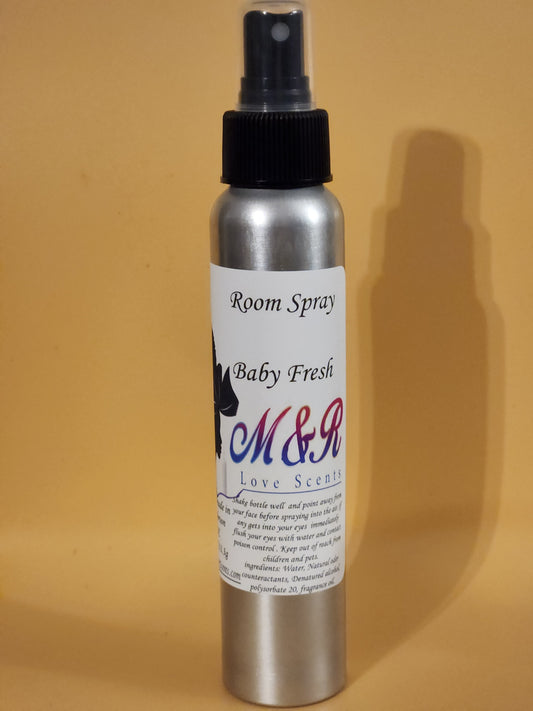 Room Spray
Baby Fresh
M&R
Love Scents
Shake bottle well and point away from
your face before spraying into the air. if
any gets into your eyes immediately
flush your eyes with water and contact
poison control . Keep out of reach from
children and pets.
ingredients: Water, Natural odor
counteractants, Denatured alcohol,
polysorbate 20, fragrance oil,